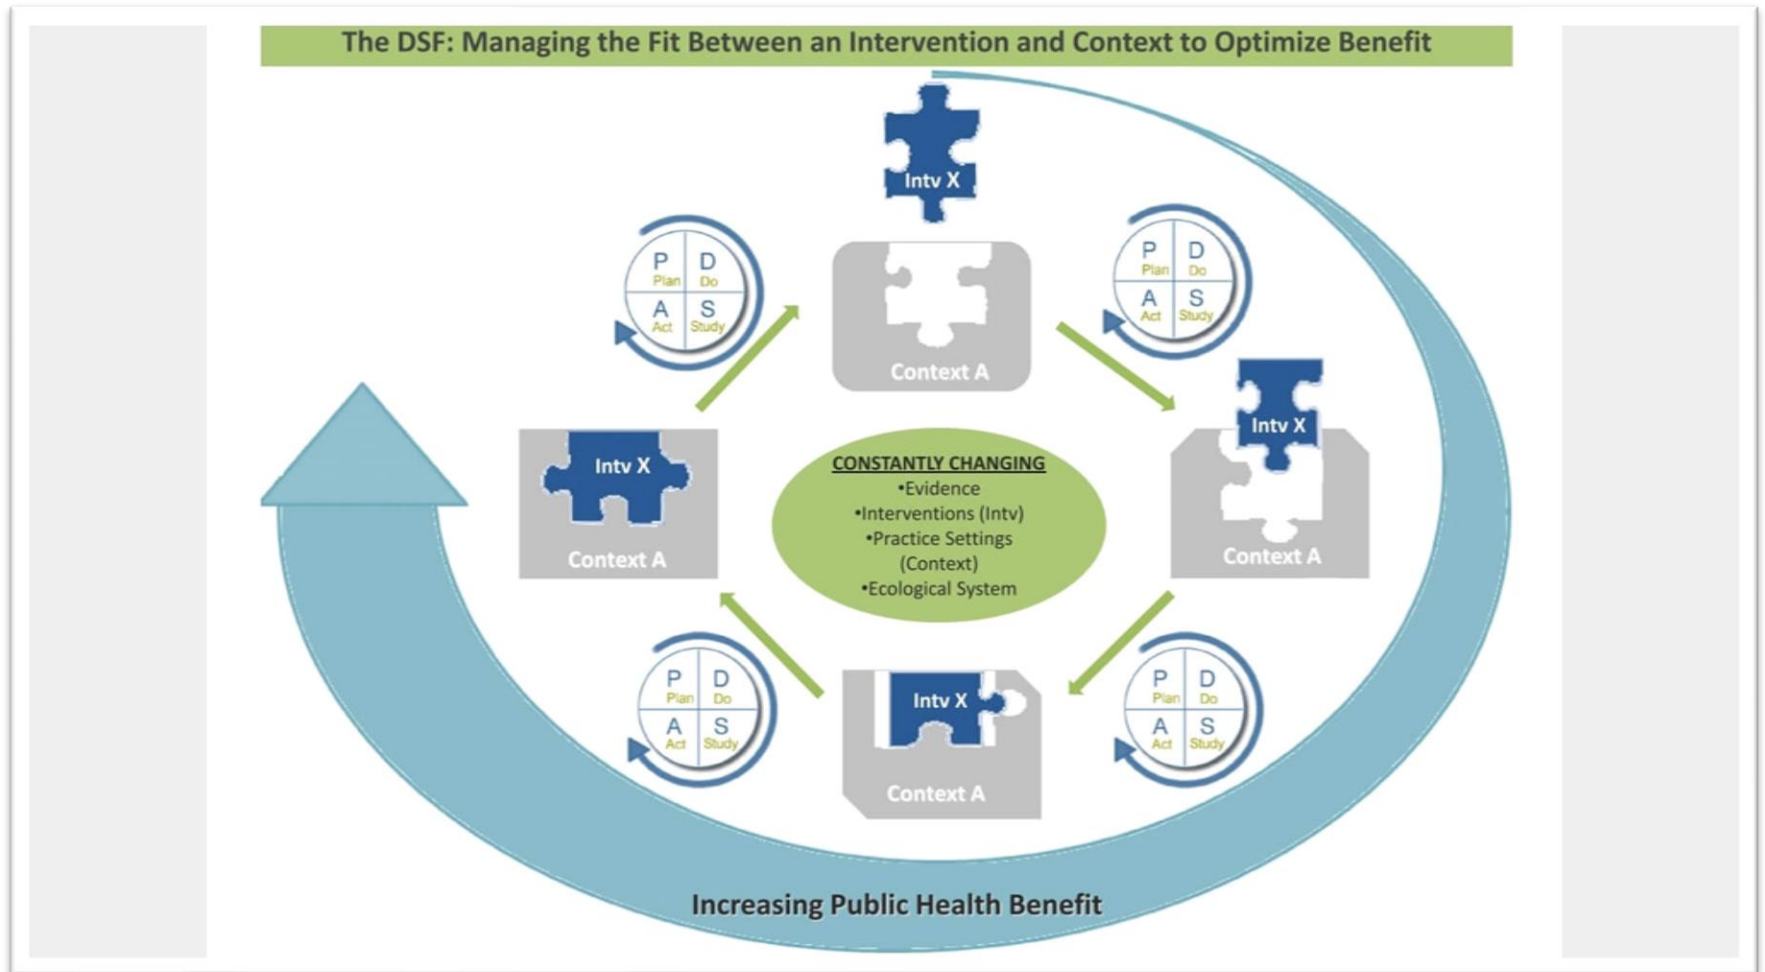 The DSF: Managing the Fit Between an Intervention and Context to Optimize Benefit
Intv X
Context A
P D
Plan Do
A S
Act Study
P D
Plan Do
A S
Act Study
Intv X
Context A
Intv X
Context A
CONSTANTLY CHANGING
•Evidence
•Interventions (Intv)
•Practice Settings
(Context)
•Ecological System
P D
Plan Do
A S
Act Study
Intv X
Context A
P D
Plan Do
A S
Act Study
Increasing Public Health Benefit